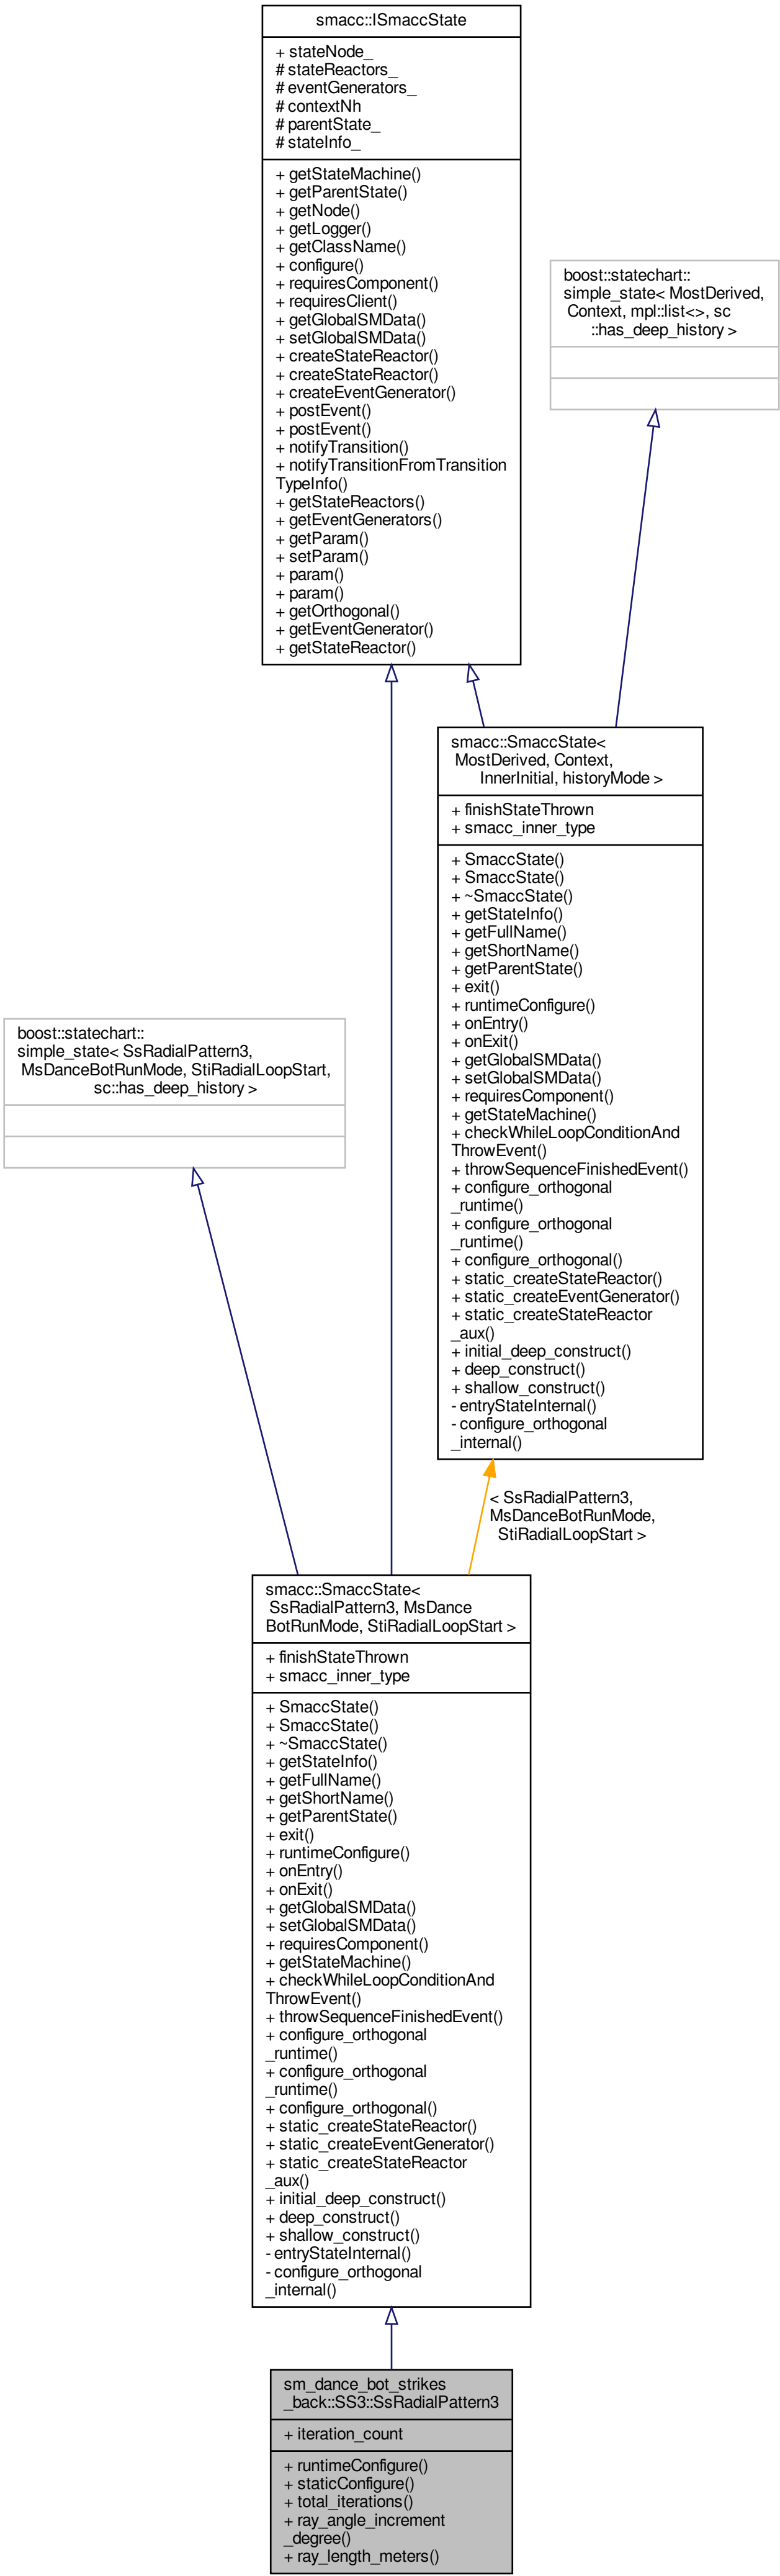 smacc::ISmaccState
+ stateNode_
# stateReactors_
# eventGenerators_
# contextNh
# parentState_
# stateInfo_
+ getStateMachine()
+ getParentState()
+ getNode()
+ getLogger()
+ getClassName()
+ configure()
+ requiresComponent()
+ requiresClient()
+ getGlobalSMData()
+ setGlobalSMData()
+ createStateReactor()
+ createStateReactor()
+ createEventGenerator()
+ postEvent()
+ postEvent()
+ notifyTransition()
+ notifyTransitionFromTransition
TypeInfo()
+ getStateReactors()
+ getEventGenerators()
+ getParam()
+ setParam()
+ param()
+ param()
+ getOrthogonal()
+ getEventGenerator()
+ getStateReactor()
boost::statechart::
simple_state< MostDerived,
Context, mpl::list<>, sc
::has_deep_history >
smacc::SmaccState<
MostDerived, Context,
InnerInitial, historyMode >
+ finishStateThrown
+ smacc_inner_type
+ SmaccState()
+ SmaccState()
+ ~SmaccState()
+ getStateInfo()
+ getFullName()
+ getShortName()
+ getParentState()
+ exit()
+ runtimeConfigure()
+ onEntry()
+ onExit()
+ getGlobalSMData()
+ setGlobalSMData()
+ requiresComponent()
+ getStateMachine()
+ checkWhileLoopConditionAnd
ThrowEvent()
+ throwSequenceFinishedEvent()
+ configure_orthogonal
_runtime()
+ configure_orthogonal
_runtime()
+ configure_orthogonal()
+ static_createStateReactor()
+ static_createEventGenerator()
+ static_createStateReactor
_aux()
+ initial_deep_construct()
+ deep_construct()
+ shallow_construct()
- entryStateInternal()
- configure_orthogonal
_internal()
boost::statechart::
simple_state< SsRadialPattern3,
MsDanceBotRunMode, StiRadialLoopStart,
sc::has_deep_history >
< SsRadialPattern3,
MsDanceBotRunMode,
StiRadialLoopStart >
smacc::SmaccState<
SsRadialPattern3, MsDance
BotRunMode, StiRadialLoopStart >
+ finishStateThrown
+ smacc_inner_type
+ SmaccState()
+ SmaccState()
+ ~SmaccState()
+ getStateInfo()
+ getFullName()
+ getShortName()
+ getParentState()
+ exit()
+ runtimeConfigure()
+ onEntry()
+ onExit()
+ getGlobalSMData()
+ setGlobalSMData()
+ requiresComponent()
+ getStateMachine()
+ checkWhileLoopConditionAnd
ThrowEvent()
+ throwSequenceFinishedEvent()
+ configure_orthogonal
_runtime()
+ configure_orthogonal
_runtime()
+ configure_orthogonal()
+ static_createStateReactor()
+ static_createEventGenerator()
+ static_createStateReactor
_aux()
+ initial_deep_construct()
+ deep_construct()
+ shallow_construct()
- entryStateInternal()
- configure_orthogonal
_internal()
sm_dance_bot_strikes
_back::SS3::SsRadialPattern3
+ iteration_count
+ runtimeConfigure()
+ staticConfigure()
+ total_iterations()
+ ray_angle_increment
_degree()
+ ray_length_meters()